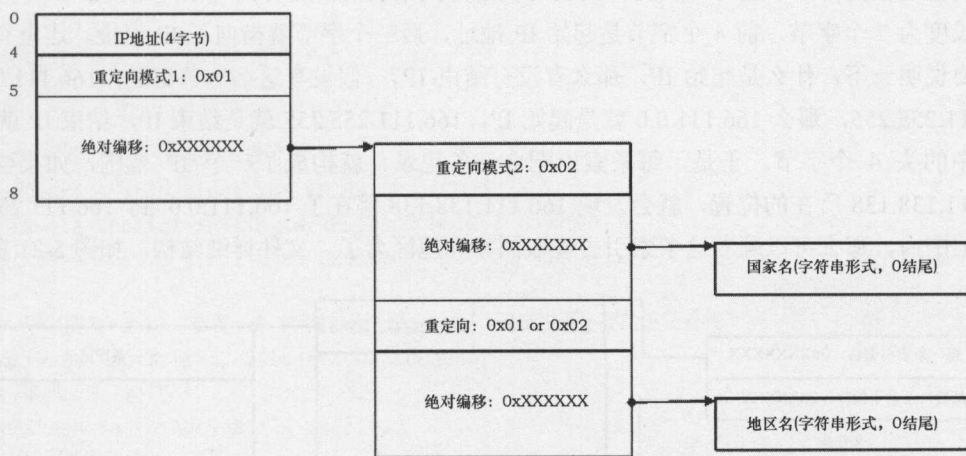 0
IP地址(4字节)
4
重定向模式1: 0x01
5
绝对偏移: 0xXXXXXX
8
重定向模式2: 0x02
绝对偏移: 0xXXXXXX
国家名(字符串形式, 0结尾)
重定向: 0x01 or 0x02
绝对偏移: 0xXXXXXX
地区名(字符串形式, 0结尾)